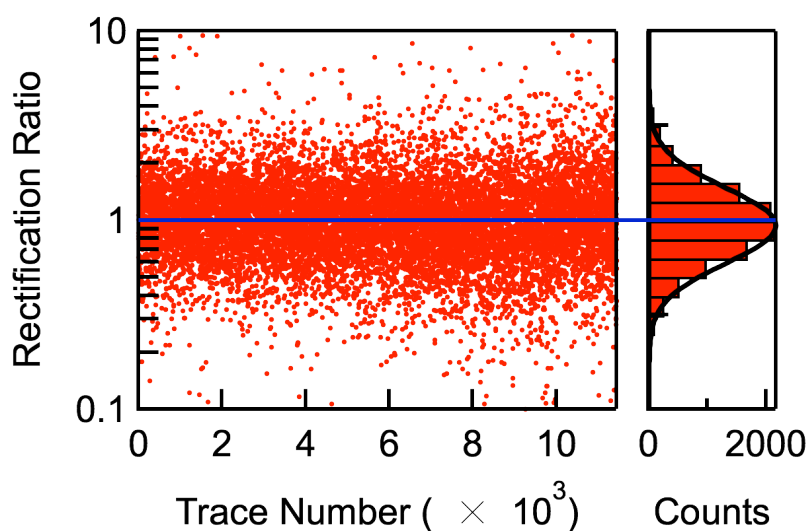 Rectification Ratio
10
1
0.1
0 2 4 6 8 10
0 2000
Trace Number ( × 10³)
Counts